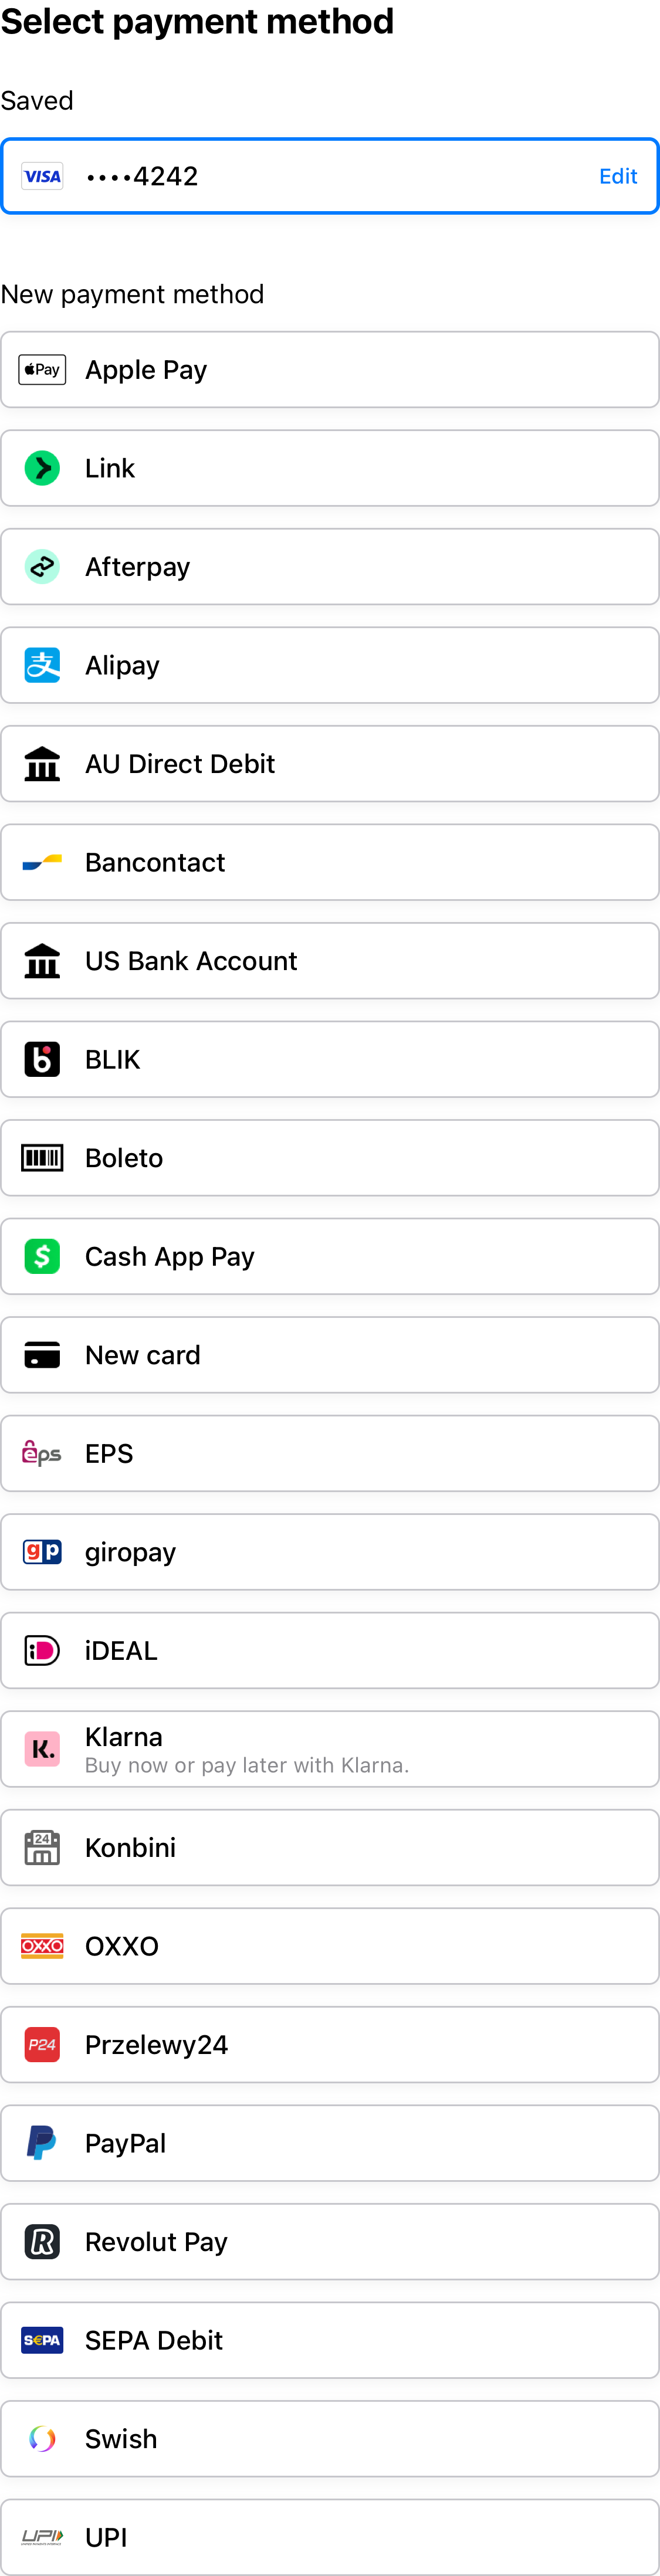 Select payment method
Saved
VISA ····4242 Edit
New payment method
Pay Apple Pay
Link
Afterpay
支 Alipay
AU Direct Debit
Bancontact
US Bank Account
b BLIK
Boleto
$ Cash App Pay
New card
eps EPS
gp giropay
iD iDEAL
K. Klarna
Buy now or pay later with Klarna.
24 Konbini
OXXO OXXO
P24 Przelewy24
P PayPal
R Revolut Pay
S€PA SEPA Debit
Swish
UPI UPI